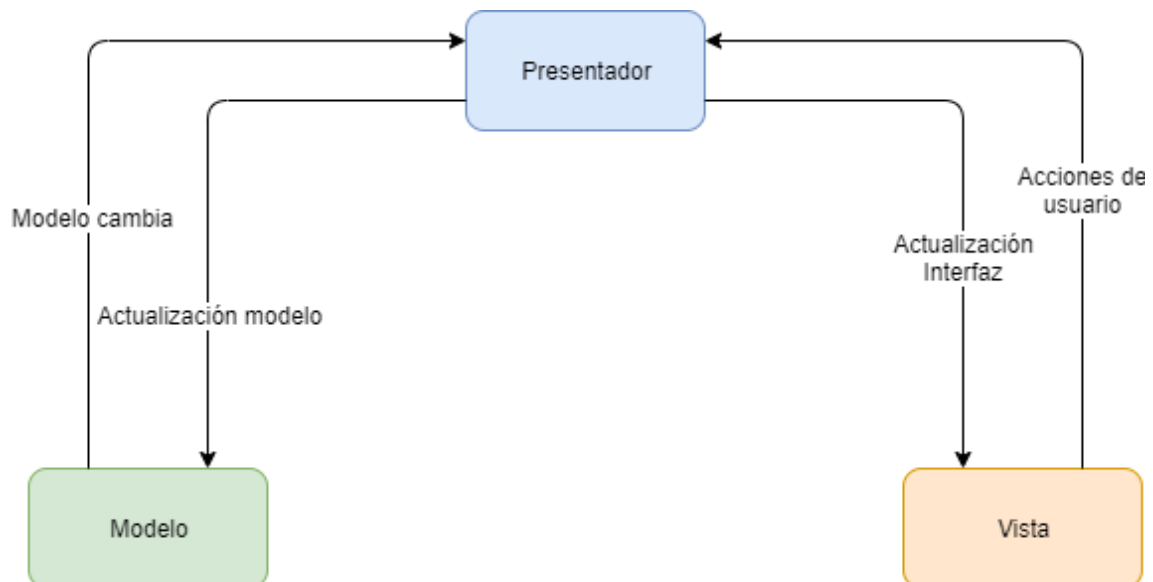 Presentador
Acciones de
usuario
Modelo cambia
Actualización
Interfaz
Actualización modelo
Modelo
Vista